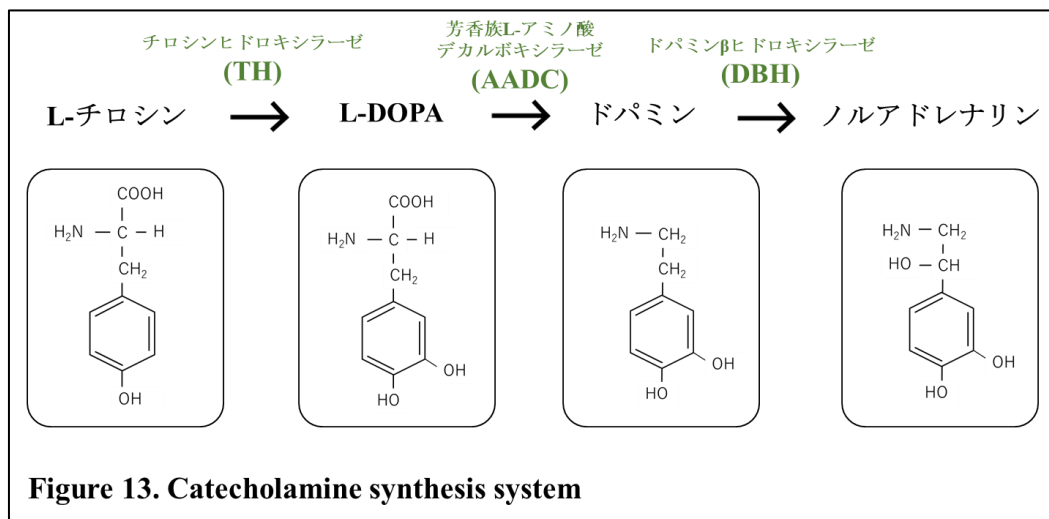 チロシンヒドロキシラーゼ
(TH)
芳香族L-アミノ酸
デカルボキシラーゼ
(AADC)
ドパミンβヒドロキシラーゼ
(DBH)
L-チロシン
L-DOPA
ドパミン
ノルアドレナリン
COOH
H₂N — C — H
CH₂
OH
COOH
H₂N — C — H
CH₂
OH
HO
H₂N — CH₂
CH₂
OH
HO
H₂N — CH₂
HO — CH
OH
HO
Figure 13. Catecholamine synthesis system